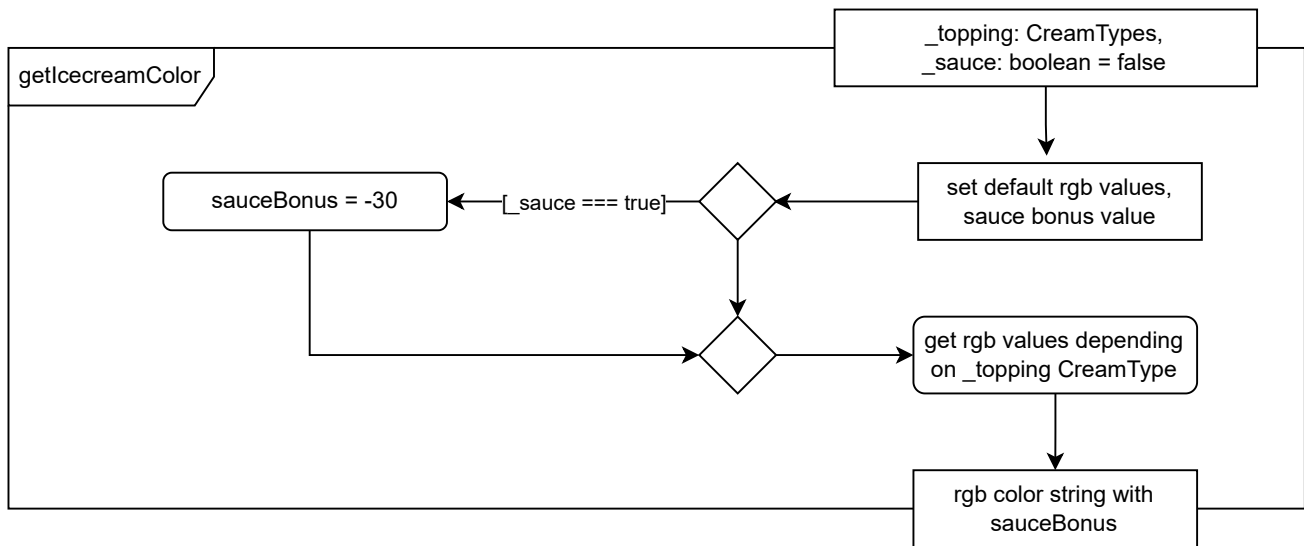 _topping: CreamTypes,
_sauce: boolean = false
getIcecreamColor
set default rgb values,
sauce bonus value
[_sauce === true]
sauceBonus = -30
get rgb values depending
on _topping CreamType
rgb color string with
sauceBonus